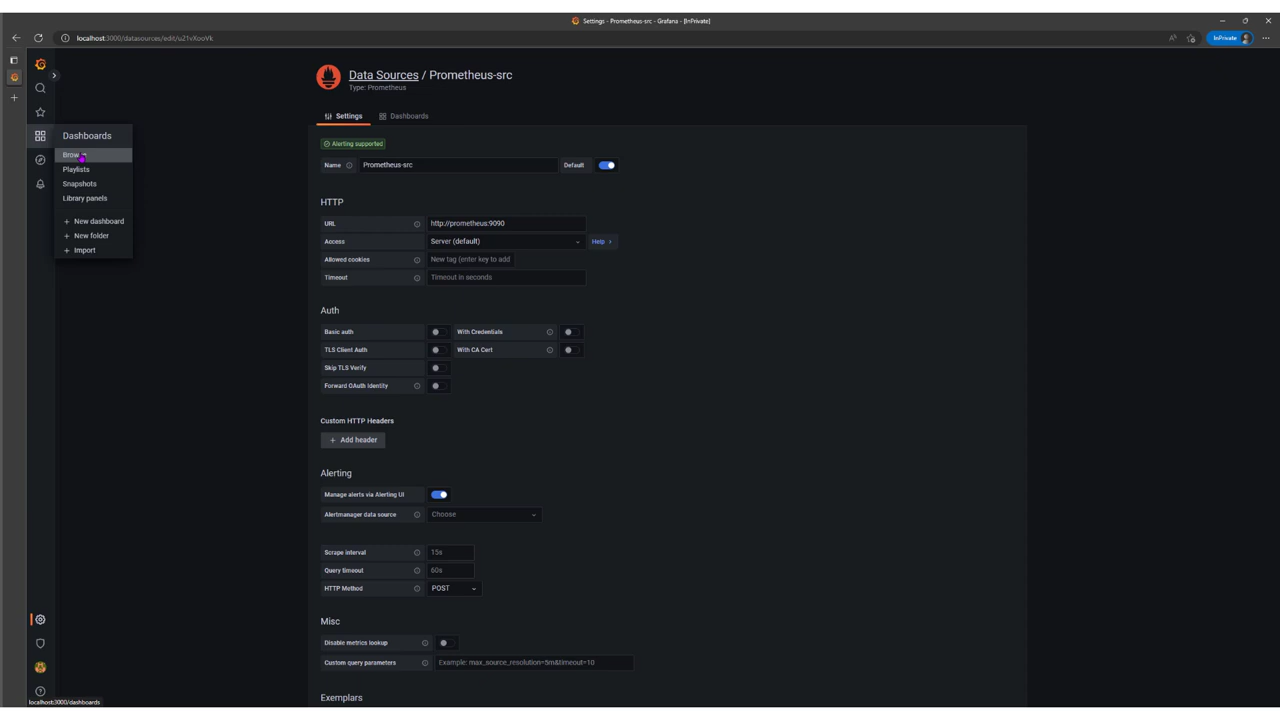 Settings - Prometheus-src - Grafana - [InPrivate]
localhost:3000/datasources/edit/u21vXooVk
InPrivate
Data Sources / Prometheus-src
Type: Prometheus
Settings
Dashboards
Dashboards
Browse
Playlists
Snapshots
Library panels
+ New dashboard
+ New folder
+ Import
Alerting supported
Name
Prometheus-src
Default
HTTP
URL
http://prometheus:9090
Access
Server (default)
Help >
Allowed cookies
New tag (enter key to add
Timeout
Timeout in seconds
Auth
Basic auth
With Credentials
TLS Client Auth
With CA Cert
Skip TLS Verify
Forward OAuth Identity
Custom HTTP Headers
+ Add header
Alerting
Manage alerts via Alerting UI
Alertmanager data source
Choose
Scrape interval
15s
Query timeout
60s
HTTP Method
POST
Misc
Disable metrics lookup
Custom query parameters
Example: max_source_resolution=5m&timeout=10
Exemplars
localhost:3000/dashboards